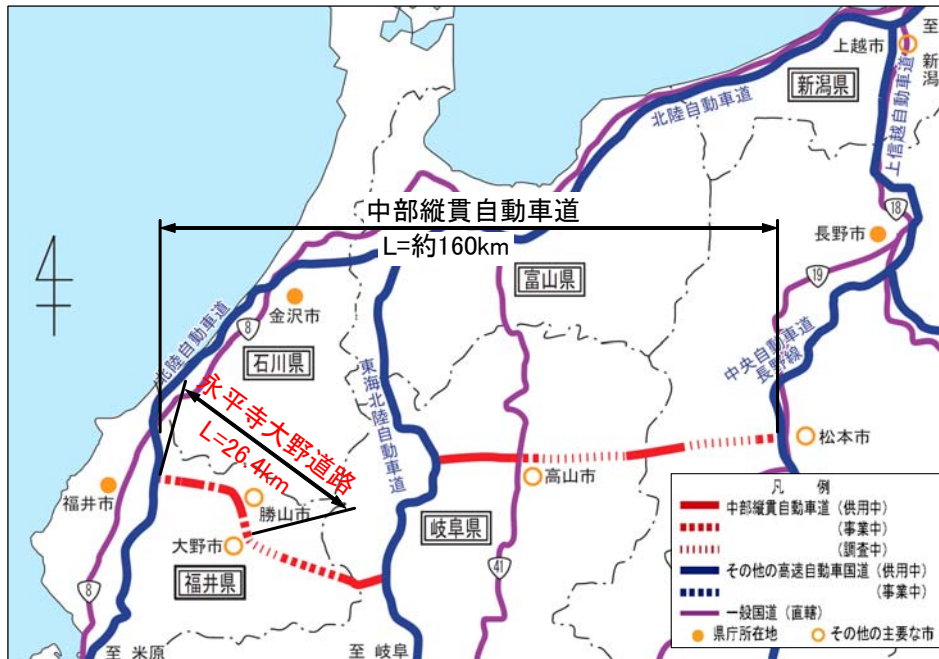 至
新潟
上越市
新潟県
北陸自動車道
上信越自動車道
中部縦貫自動車道
L=約160km
18
長野市
富山県
19
金沢市
8
北陸自動車道
石川県
中央自動車道
長野線
東海北陸自動車道
永平寺大野道路
L=26.4km
松本市
高山市
福井市
勝山市
岐阜県
大野市
福井県
41
8
至 米原
至 岐阜
凡 例
中部縦貫自動車道（供用中）
（事業中）
（調査中）
その他の高速自動車国道（供用中）
（事業中）
一般国道（直轄）
県庁所在地 その他の主要な市